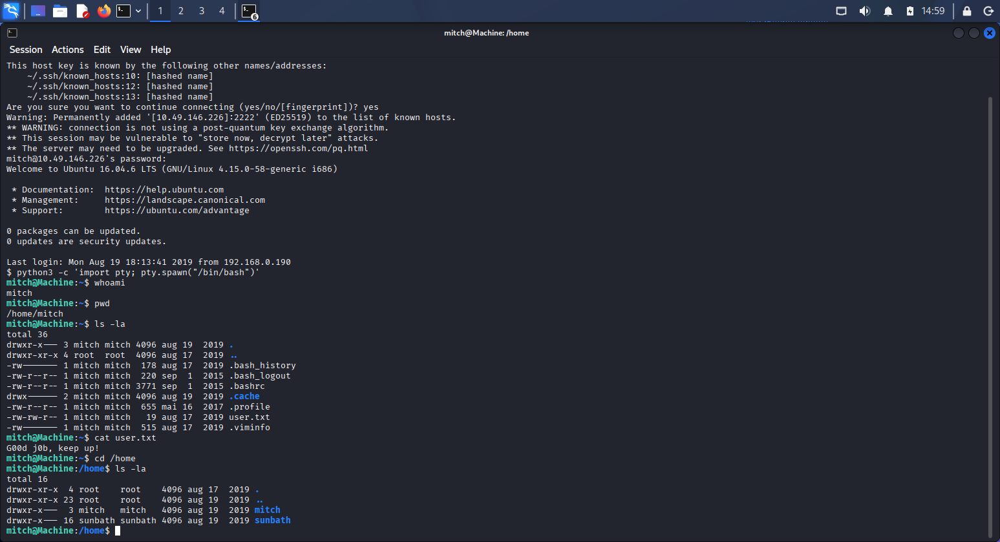 1 2 3 4 6 14:59
mitch@Machine: /home
Session Actions Edit View Help
This host key is known by the following other names/addresses:
    ~/.ssh/known_hosts:10: [hashed name]
    ~/.ssh/known_hosts:12: [hashed name]
    ~/.ssh/known_hosts:13: [hashed name]
Are you sure you want to continue connecting (yes/no/[fingerprint])? yes
Warning: Permanently added '[10.49.146.226]:2222' (ED25519) to the list of known hosts.
** WARNING: connection is not using a post-quantum key exchange algorithm.
** This session may be vulnerable to "store now, decrypt later" attacks.
** The server may need to be upgraded. See https://openssh.com/pq.html
mitch@10.49.146.226's password:
Welcome to Ubuntu 16.04.6 LTS (GNU/Linux 4.15.0-58-generic i686)
 * Documentation:  https://help.ubuntu.com
 * Management:     https://landscape.canonical.com
 * Support:        https://ubuntu.com/advantage
0 packages can be updated.
0 updates are security updates.
Last login: Mon Aug 19 18:13:41 2019 from 192.168.0.190
$ python3 -c 'import pty; pty.spawn("/bin/bash")'
mitch@Machine:~$ whoami
mitch
mitch@Machine:~$ pwd
/home/mitch
mitch@Machine:~$ ls -la
total 36
drwxr-x--- 3 mitch mitch 4096 aug 19  2019 .
drwxr-xr-x 4 root  root  4096 aug 17  2019 ..
-rw------- 1 mitch mitch  178 aug 17  2019 .bash_history
-rw-r--r-- 1 mitch mitch  220 sep  1  2015 .bash_logout
-rw-r--r-- 1 mitch mitch 3771 sep  1  2015 .bashrc
drwx------ 2 mitch mitch 4096 aug 19  2019 .cache
-rw-r--r-- 1 mitch mitch  655 mai 16  2017 .profile
-rw-rw-r-- 1 mitch mitch   19 aug 17  2019 user.txt
-rw------- 1 mitch mitch  515 aug 17  2019 .viminfo
mitch@Machine:~$ cat user.txt
G00d j0b, keep up!
mitch@Machine:~$ cd /home
mitch@Machine:/home$ ls -la
total 16
drwxr-xr-x  4 root    root    4096 aug 17  2019 .
drwxr-xr-x 23 root    root    4096 aug 19  2019 ..
drwxr-x---  3 mitch   mitch   4096 aug 19  2019 mitch
drwxr-x--- 16 sunbath sunbath 4096 aug 19  2019 sunbath
mitch@Machine:/home$